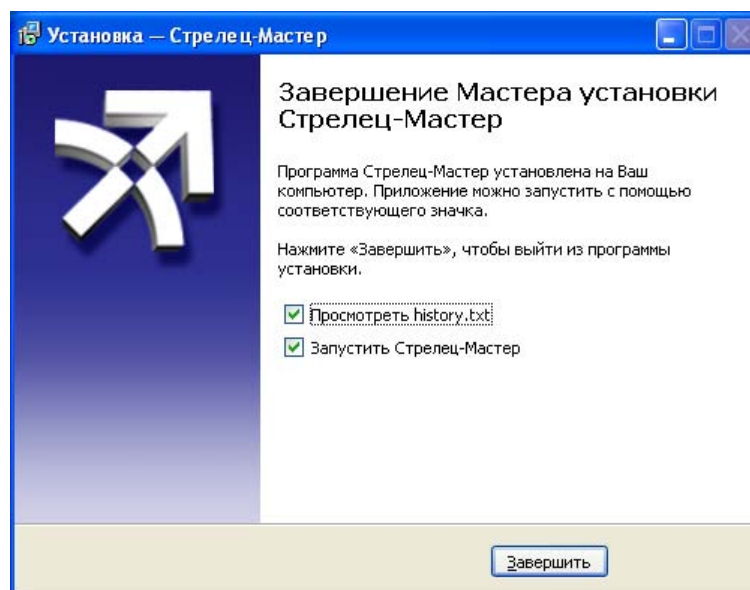 Установка — Стрелец-Мастер
Завершение Мастера установки
Стрелец-Мастер
Программа Стрелец-Мастер установлена на Ваш
компьютер. Приложение можно запустить с помощью
соответствующего значка.
Нажмите «Завершить», чтобы выйти из программы
установки.
Просмотреть history.txt
Запустить Стрелец-Мастер
Завершить